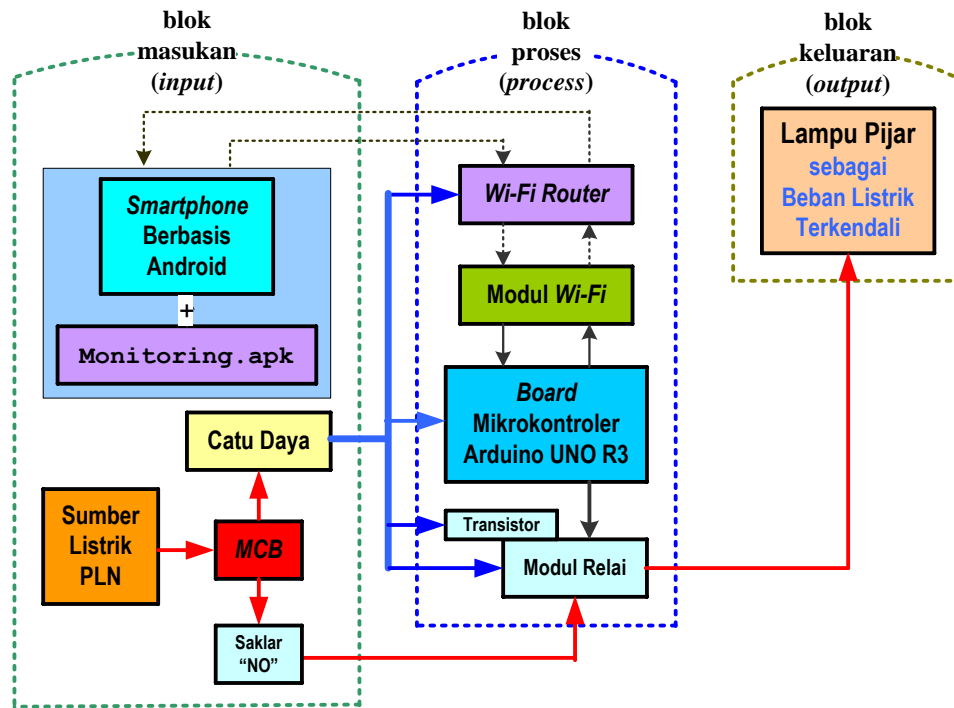 blok
masukan
(input)
blok
proses
(process)
blok
keluaran
(output)
Smartphone
Berbasis
Android
+
Monitoring.apk
Catu Daya
Sumber
Listrik
PLN
MCB
Saklar
“NO”
Wi-Fi Router
Modul Wi-Fi
Board
Mikrokontroler
Arduino UNO R3
Transistor
Modul Relai
Lampu Pijar
sebagai
Beban Listrik
Terkendali